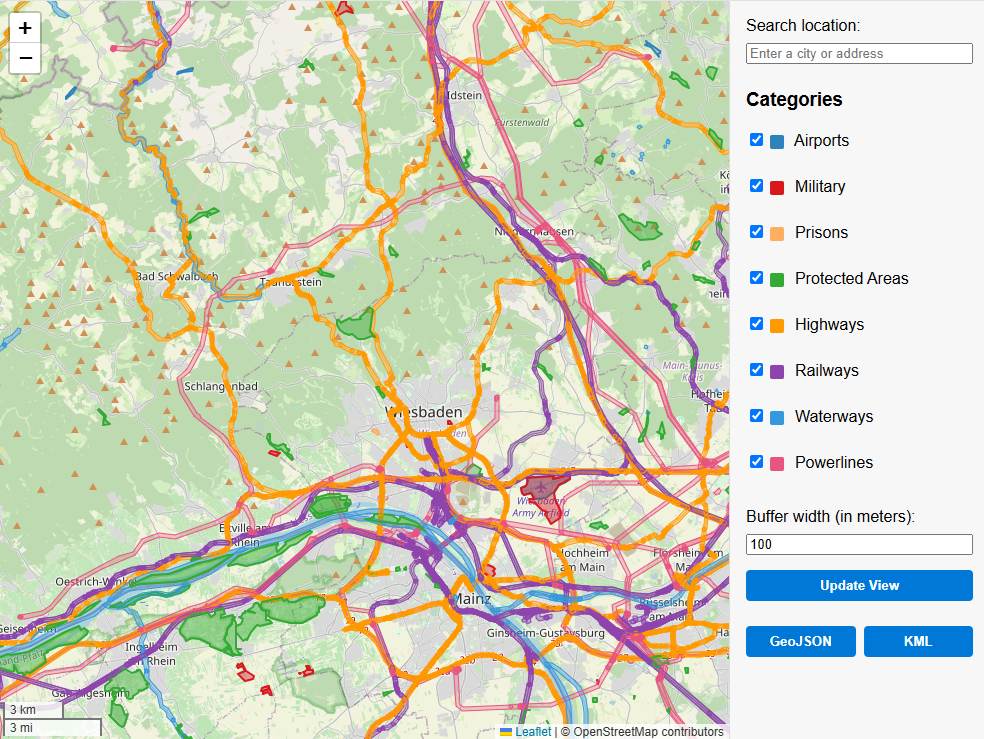 +
−
Search location:
Enter a city or address
Categories
Airports
Military
Prisons
Protected Areas
Highways
Railways
Waterways
Powerlines
Buffer width (in meters):
100
Update View
GeoJSON
KML
Idstein
Fürstenwald
Niedernhausen
Bad Schwalbach
Taunusstein
Main-Taunus-
Kreis
Schlangenbad
Hofheim
Wiesbaden
Wiesbaden
Army Airfield
Eltville am
Rhein
Hochheim
am Main
Flörsheim am
Oestrich-Winkel
Mainz
Rüsselsheim
am Main
Geisenheim
Ginsheim-Gustavsburg
Ingelheim
am Rhein
Gau-Algesheim
3 km
3 mi
Leaflet | © OpenStreetMap contributors